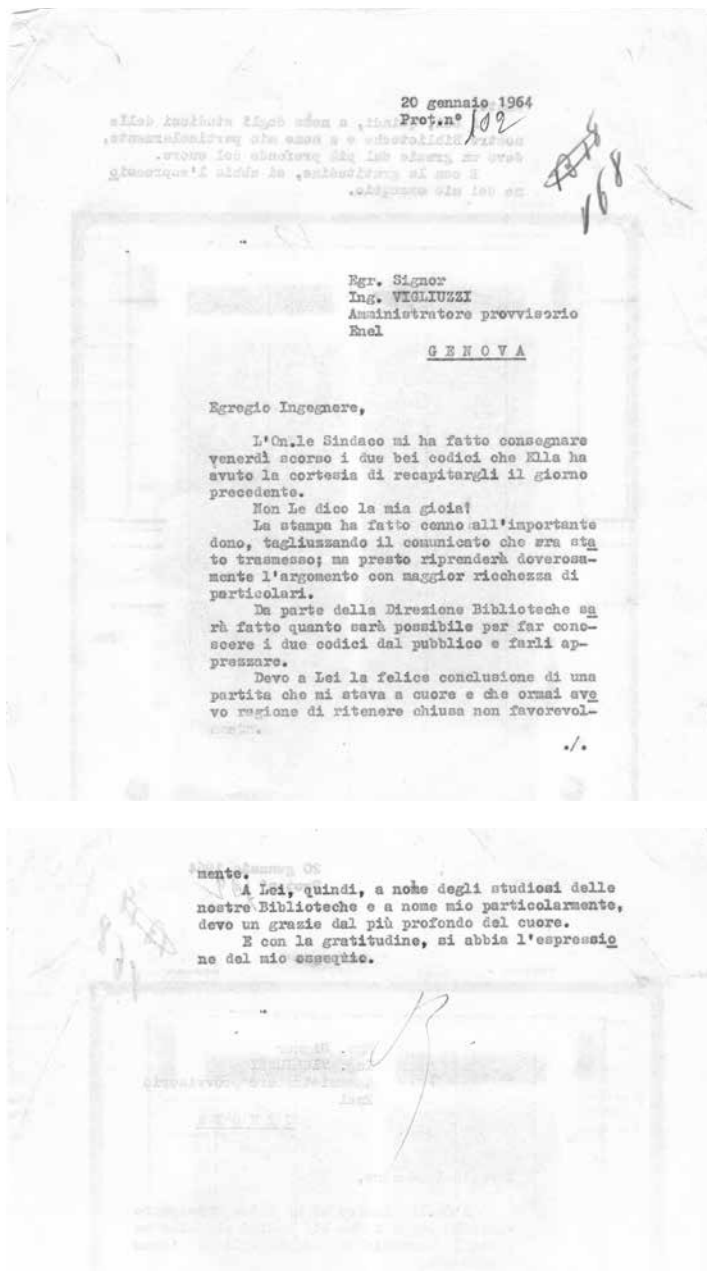 20 gennaio 1964
Prot.n° 102
168
Egr. Signor
Ing. VIGLIUZZI
Amministratore provvisorio
Enel
G E N O V A
Egregio Ingegnere,
L'On.le Sindaco mi ha fatto consegnare
venerdì scorso i due bei codici che Ella ha
avuto la cortesia di recapitargli il giorno
precedente.
Non Le dico la mia gioia!
La stampa ha fatto cenno all'importante
dono, tagliuzzando il comunicato che era sta
to trasmesso; ma presto riprenderà doverosa-
mente l'argomento con maggior ricchezza di
particolari.
Da parte della Direzione Biblioteche sa
rà fatto quanto sarà possibile per far cono-
scere i due codici dal pubblico e farli ap-
prezzare.
Devo a Lei la felice conclusione di una
partita che mi stava a cuore e che ormai ave
vo ragione di ritenere chiusa non favorevol-
./.
mente.
A Lei, quindi, a nome degli studiosi delle
nostre Biblioteche e a nome mio particolarmente,
devo un grazie dal più profondo del cuore.
E con la gratitudine, si abbia l'espressio
ne del mio ossequio.